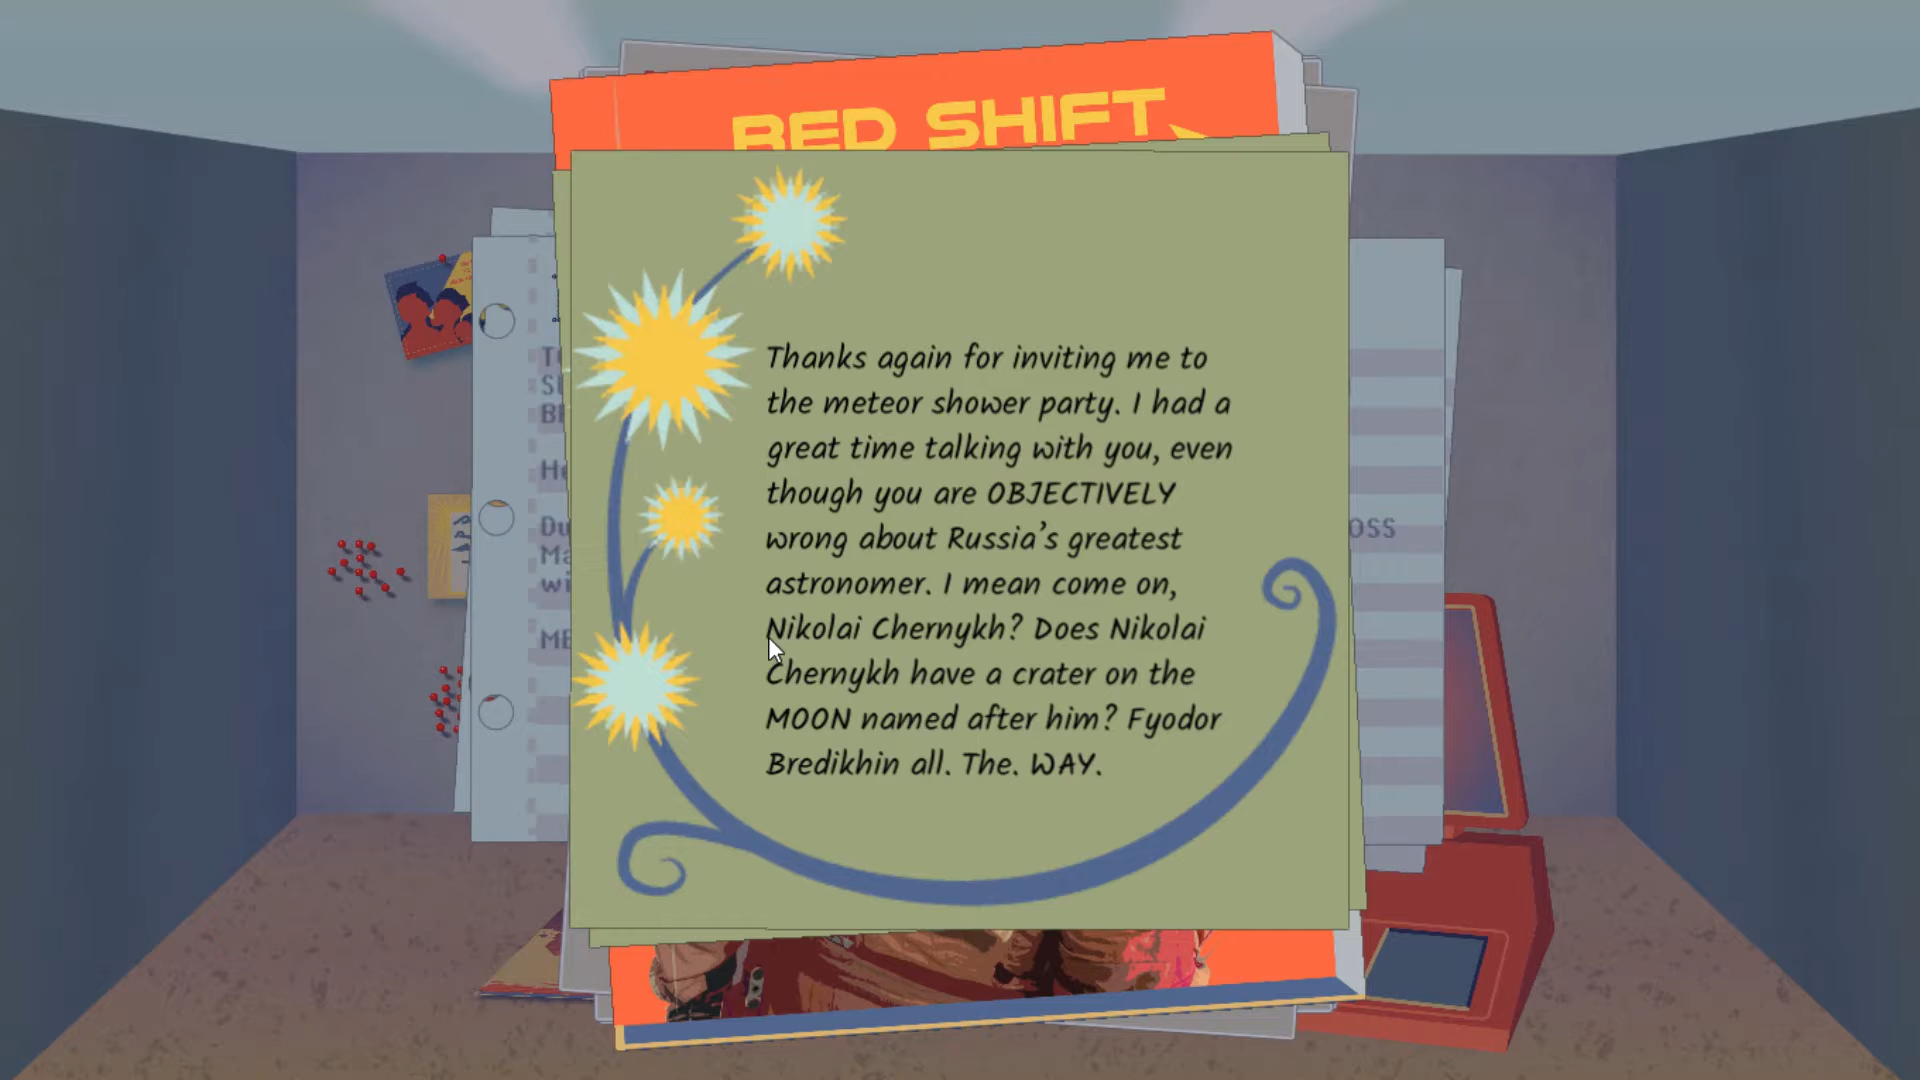 RED SHIFT
Thanks again for inviting me to
the meteor shower party. I had a
great time talking with you, even
though you are OBJECTIVELY
wrong about Russia's greatest
astronomer. I mean come on,
Nikolai Chernykh? Does Nikolai
Chernykh have a crater on the
MOON named after him? Fyodor
Bredikhin all. The. WAY.